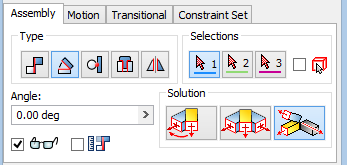 Assembly Motion Transitional Constraint Set
Type Selections
1 2 3
Angle: Solution
0.00 deg